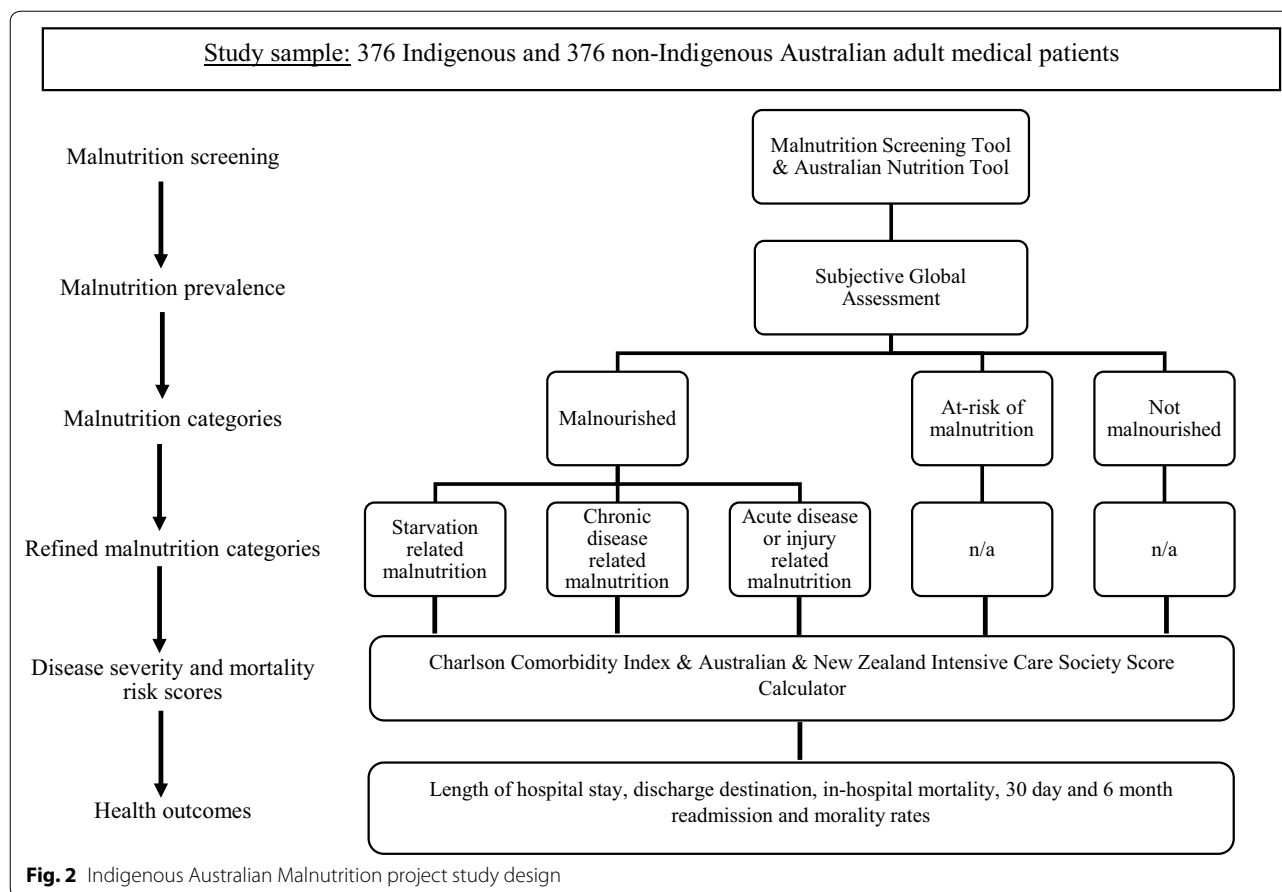 Study sample: 376 Indigenous and 376 non-Indigenous Australian adult medical patients
Malnutrition screening
Malnutrition Screening Tool
& Australian Nutrition Tool
Malnutrition prevalence
Subjective Global
Assessment
Malnutrition categories
Malnourished
At-risk of
malnutrition
Not
malnourished
Refined malnutrition categories
Starvation
related
malnutrition
Chronic
disease
related
malnutrition
Acute disease
or injury
related
malnutrition
n/a
n/a
Disease severity and mortality
risk scores
Charlson Comorbidity Index & Australian & New Zealand Intensive Care Society Score
Calculator
Health outcomes
Length of hospital stay, discharge destination, in-hospital mortality, 30 day and 6 month
readmission and morality rates
Fig. 2 Indigenous Australian Malnutrition project study design